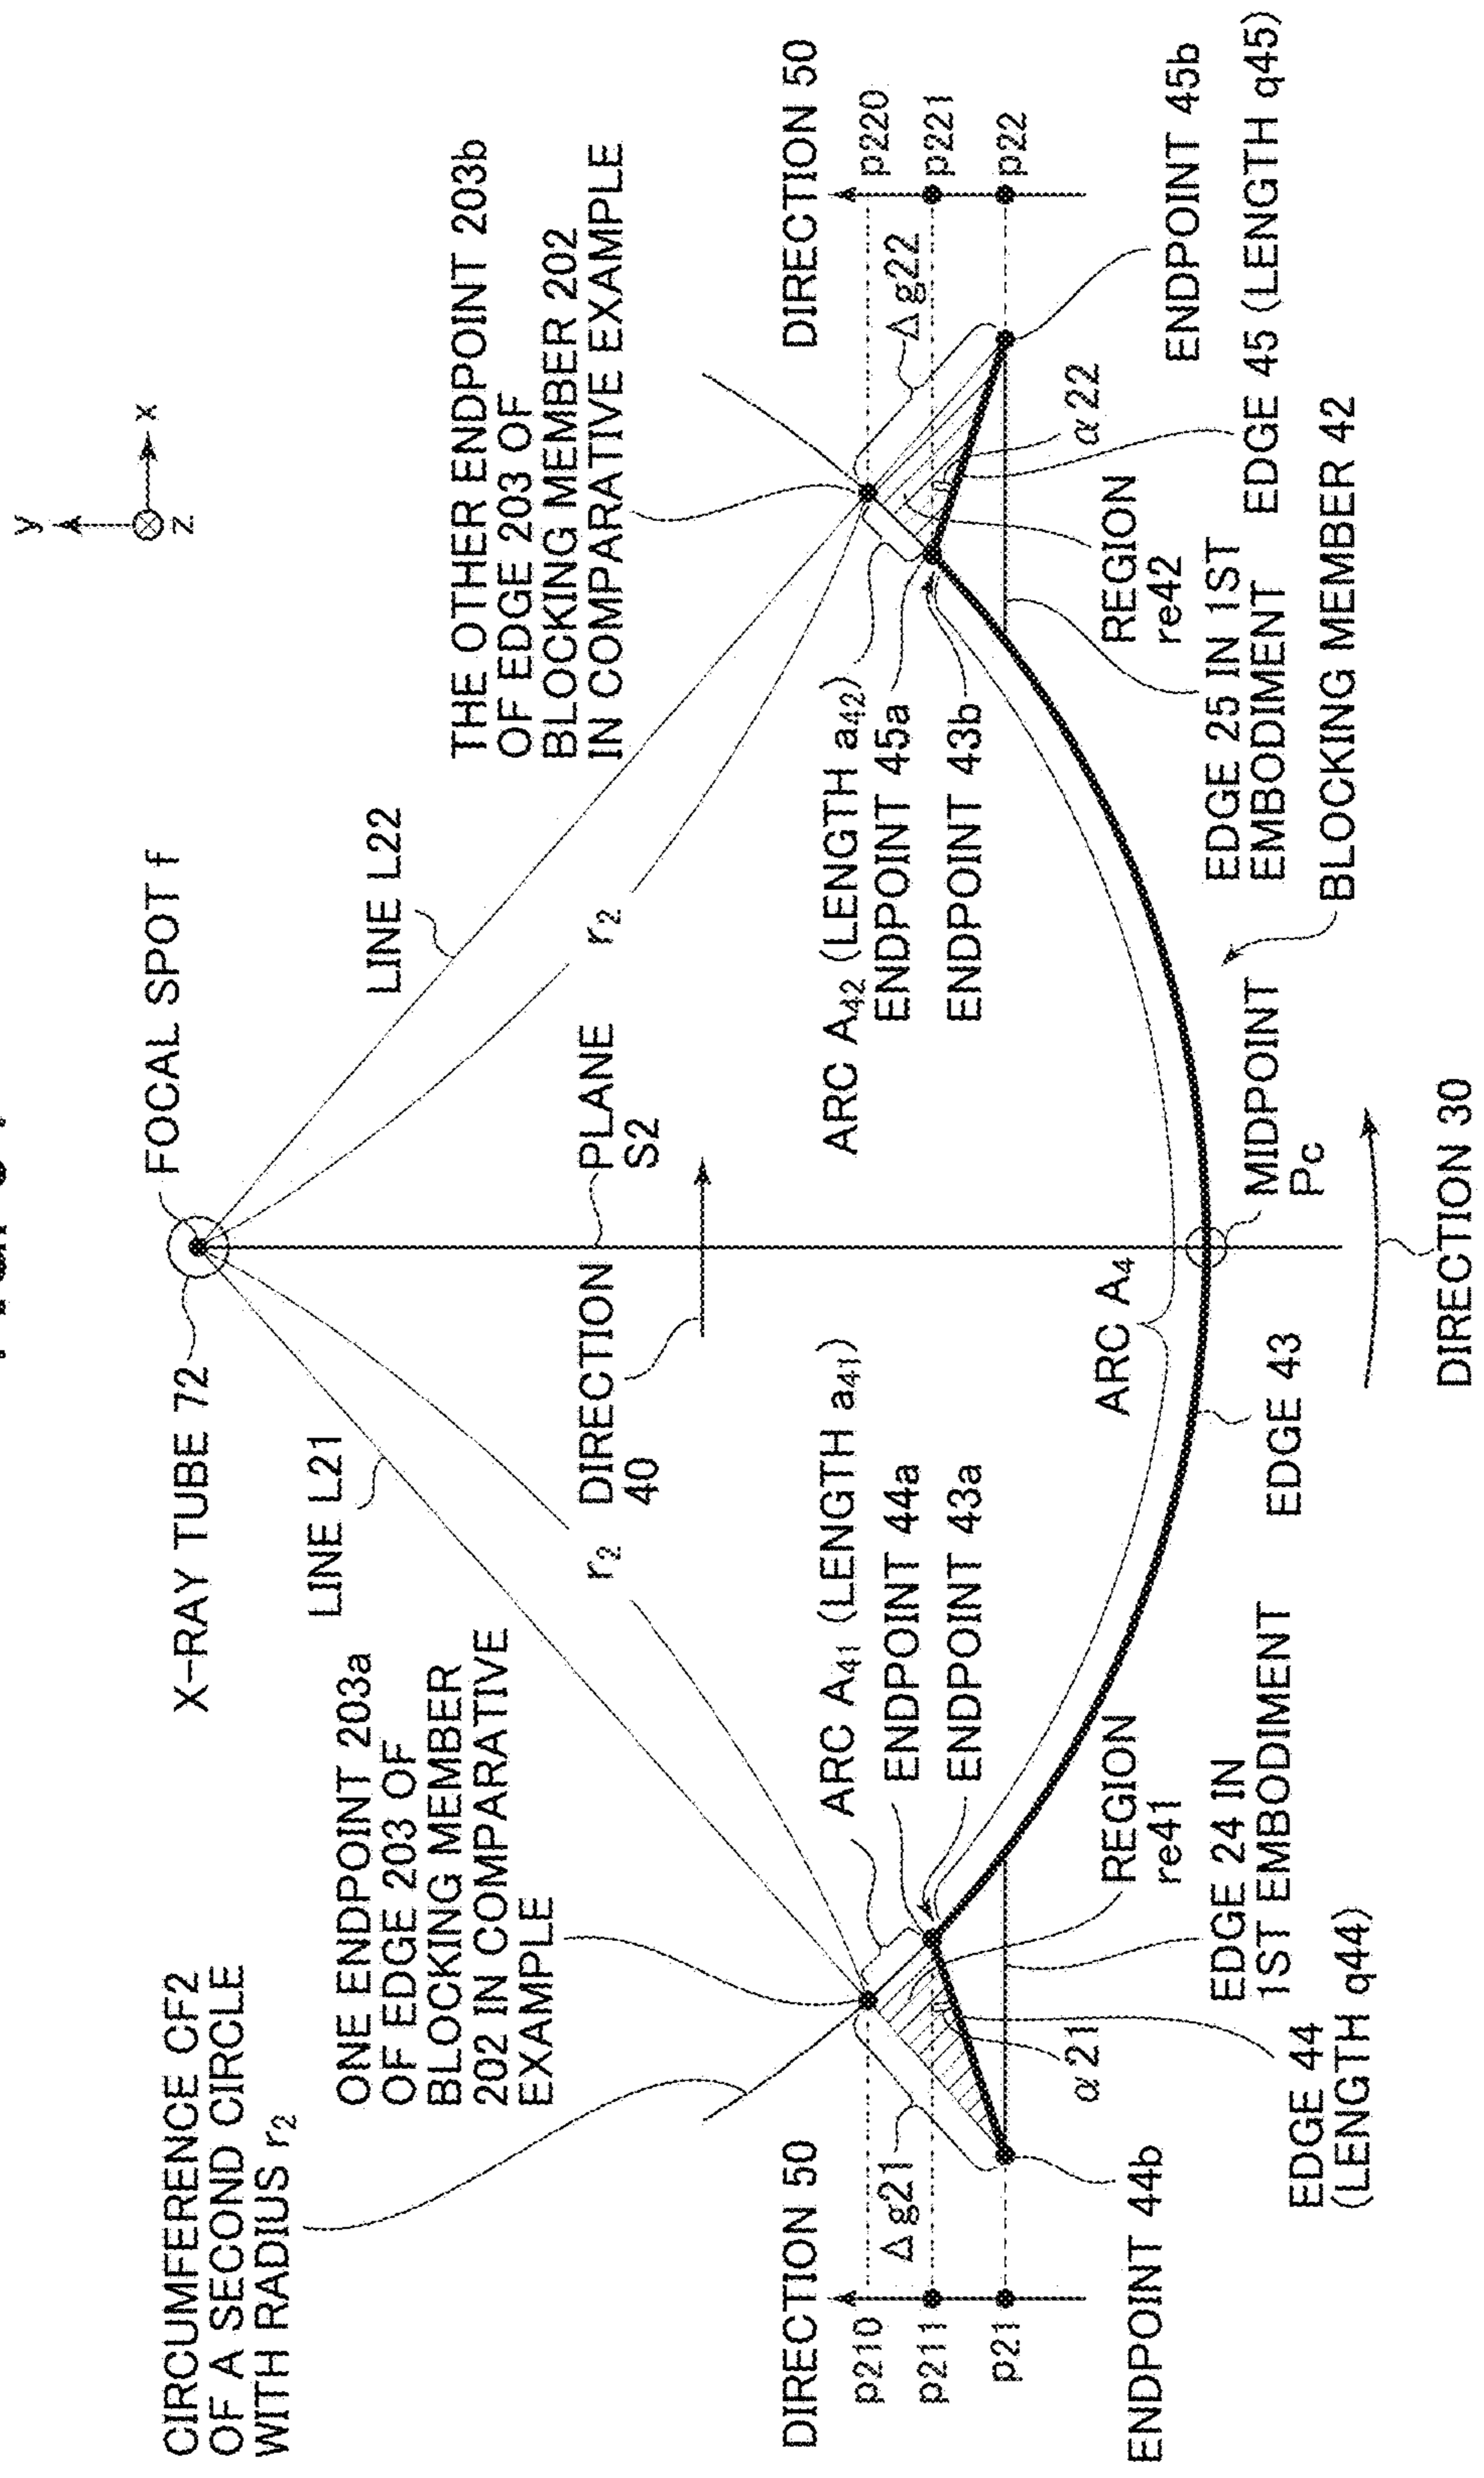 y
x
z
FOCAL SPOT f
X-RAY TUBE 72
CIRCUMFERENCE CF2
OF A SECOND CIRCLE
WITH RADIUS r₂
ONE ENDPOINT 203a
OF EDGE 203 OF
BLOCKING MEMBER
202 IN COMPARATIVE
EXAMPLE
LINE L21
LINE L22
THE OTHER ENDPOINT 203b
OF EDGE 203 OF
BLOCKING MEMBER 202
IN COMPARATIVE EXAMPLE
r₂
r₂
DIRECTION
40
PLANE
S2
DIRECTION 50
p210
p211
p21
Δg21
ARC A₄₁ (LENGTH a₄₁)
ENDPOINT 44a
ENDPOINT 43a
ARC A₄₂ (LENGTH a₄₂)
ENDPOINT 45a
ENDPOINT 43b
Δg22
DIRECTION 50
p220
p221
p22
ENDPOINT 44b
α21
EDGE 44
(LENGTH q44)
REGION
re41
EDGE 24 IN
1ST EMBODIMENT
ARC A₄
EDGE 43
MIDPOINT
Pc
DIRECTION 30
REGION
re42
α22
EDGE 25 IN 1ST
EMBODIMENT
ENDPOINT 45b
EDGE 45 (LENGTH q45)
BLOCKING MEMBER 42